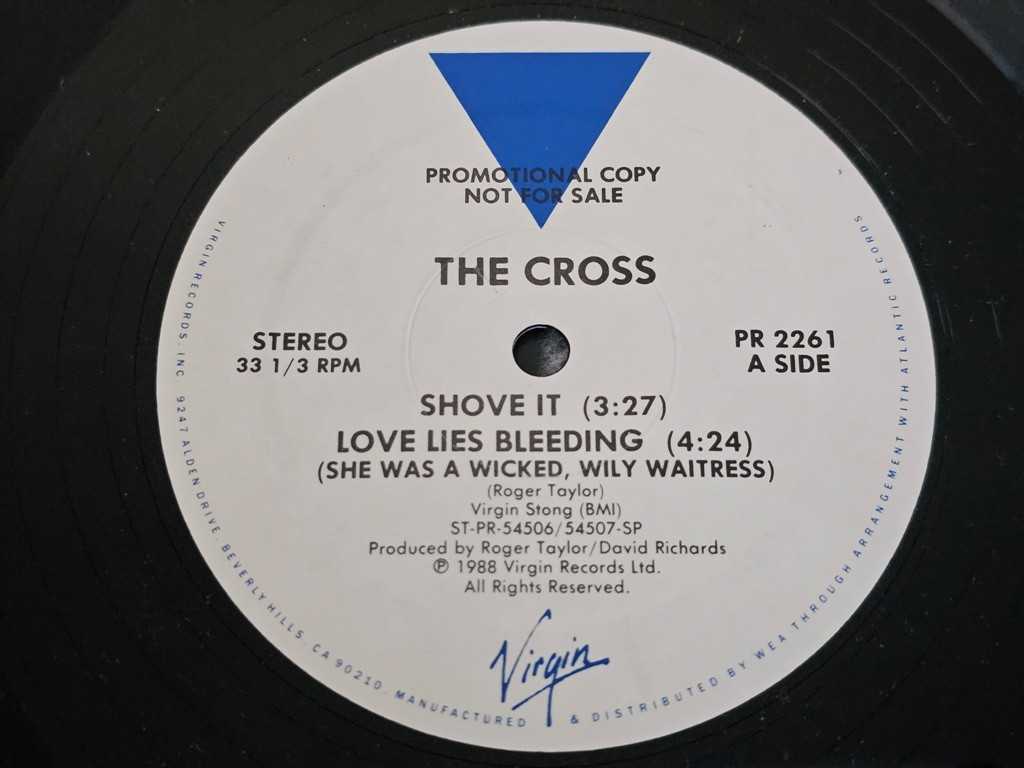 PROMOTIONAL COPY
NOT FOR SALE
THE CROSS
STEREO
33 1/3 RPM
PR 2261
A SIDE
SHOVE IT (3:27)
LOVE LIES BLEEDING (4:24)
(SHE WAS A WICKED, WILY WAITRESS)
(Roger Taylor)
Virgin Stong (BMI)
ST-PR-54506/54507-SP
Produced by Roger Taylor/David Richards
℗ 1988 Virgin Records Ltd.
All Rights Reserved.
Virgin
VIRGIN RECORDS, INC. 9247 ALDEN DRIVE, BEVERLY HILLS, CA 90210. MANUFACTURED & DISTRIBUTED BY WEA THROUGH ARRANGEMENT WITH ATLANTIC RECORDS